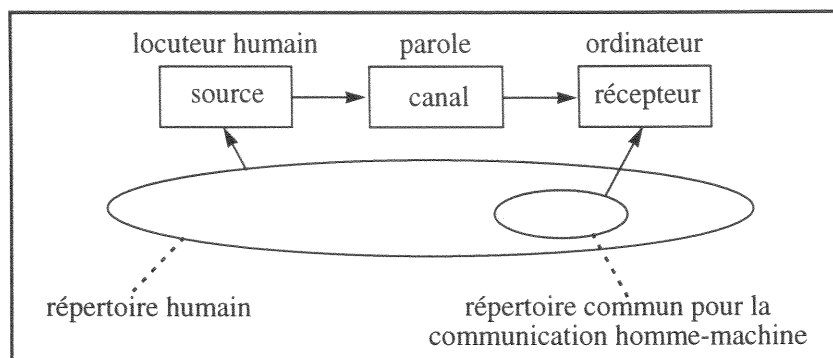 locuteur humain parole ordinateur
source canal récepteur
répertoire humain répertoire commun pour la
communication homme-machine